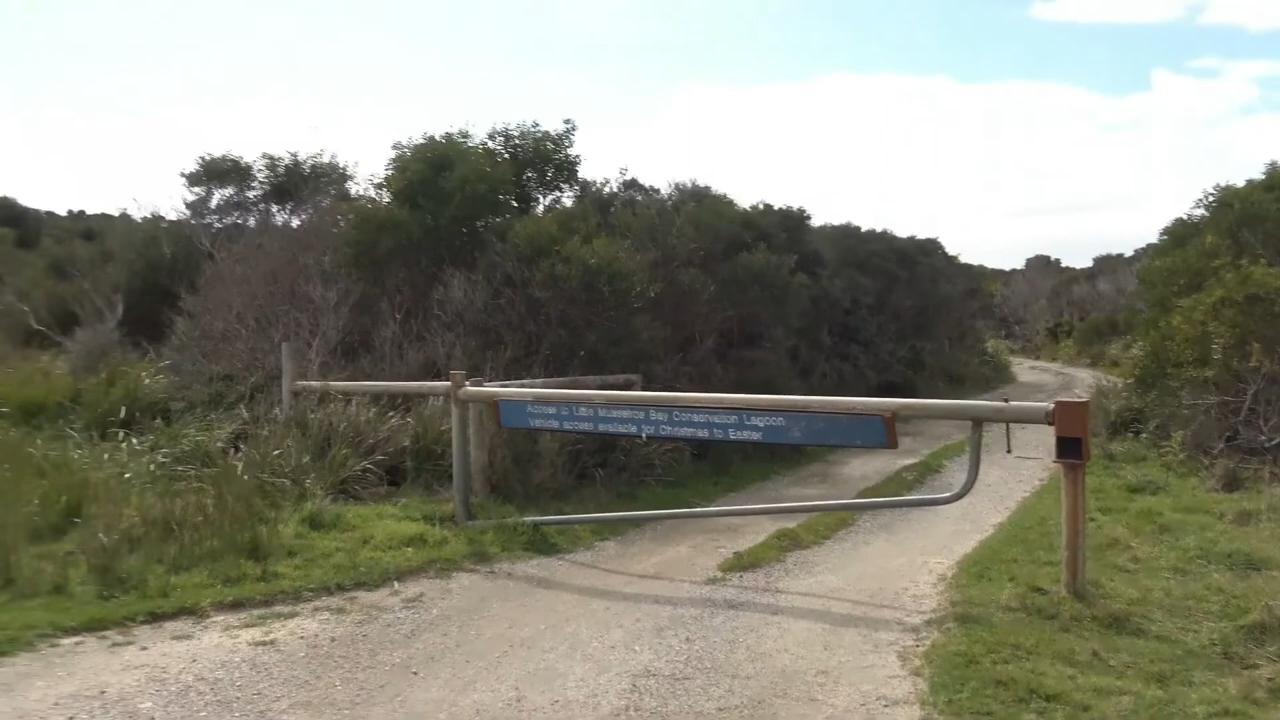 Access to Little Musselroe Bay Conservation Lagoon
Vehicle access available for Christmas to Easter